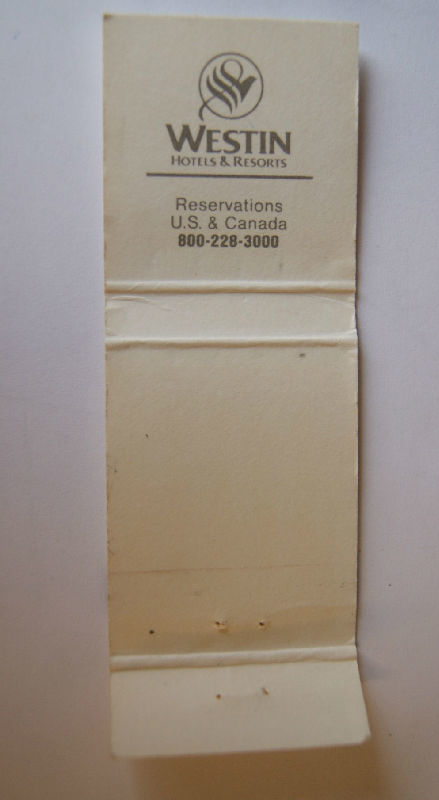 WESTIN
HOTELS & RESORTS
Reservations
U.S. & Canada
800-228-3000